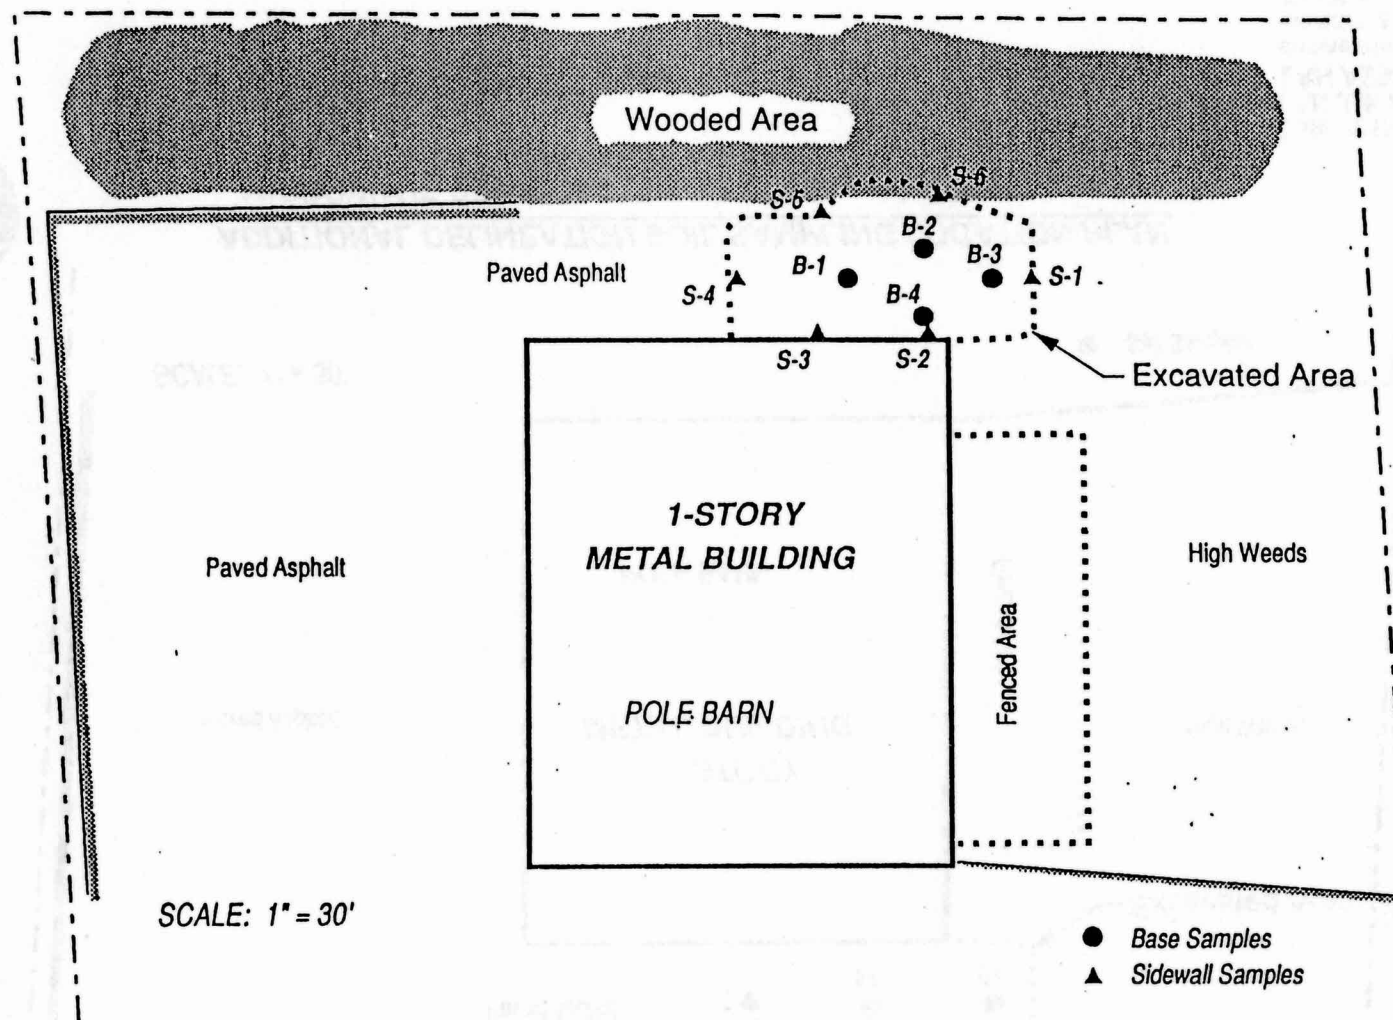 Wooded Area
S-5
S-6
B-2
Paved Asphalt
B-1
B-3
S-1
S-4
B-4
S-3
S-2
Excavated Area
1-STORY
METAL BUILDING
Paved Asphalt
High Weeds
Fenced Area
POLE BARN
SCALE: 1" = 30'
Base Samples
Sidewall Samples